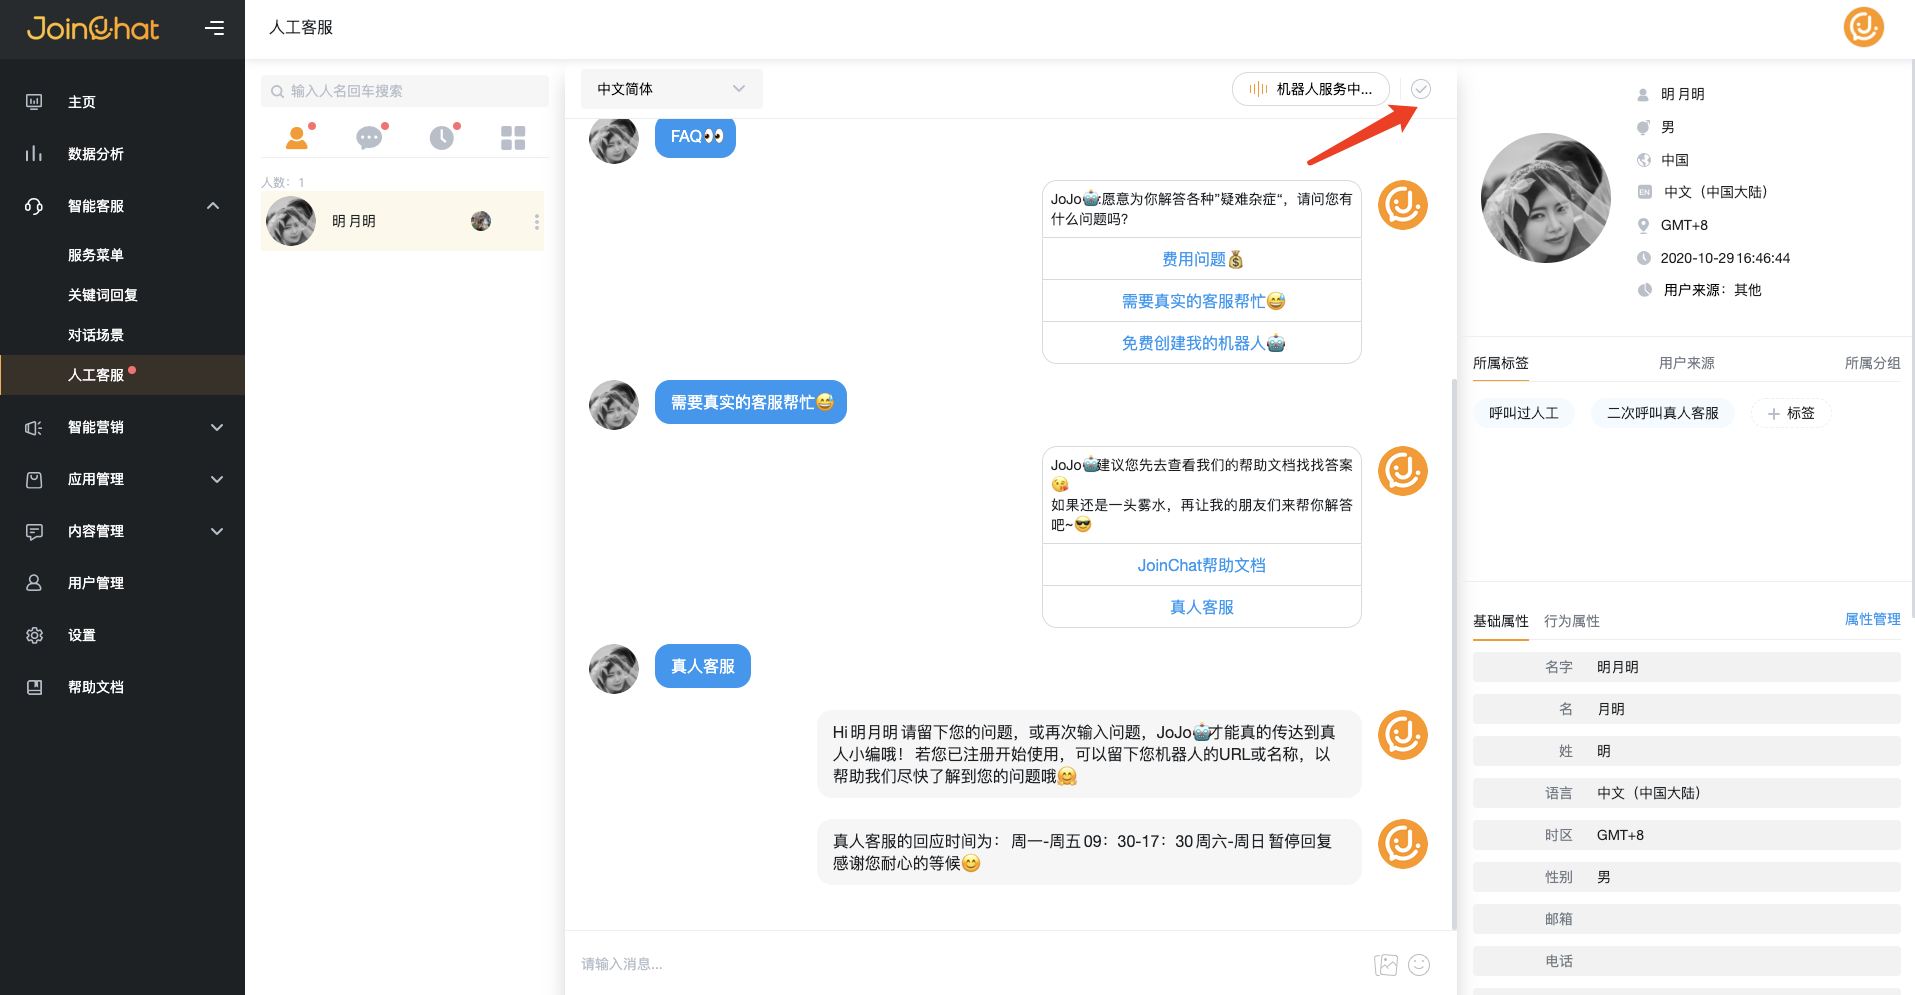 JoinChat
人工客服
主页
数据分析
智能客服
服务菜单
关键词回复
对话场景
人工客服
智能营销
应用管理
内容管理
用户管理
设置
帮助文档
输入人名回车搜索
人数：1
明 月明
中文简体
机器人服务中...
FAQ👀
JoJo🤖:愿意为你解答各种”疑难杂症“，请问您有
什么问题吗?
费用问题💰
需要真实的客服帮忙😅
免费创建我的机器人🤖
需要真实的客服帮忙😅
JoJo🤖建议您先去查看我们的帮助文档找找答案
😘
如果还是一头雾水，再让我的朋友们来帮你解答
吧~😎
JoinChat帮助文档
真人客服
真人客服
Hi 明月明 请留下您的问题，或再次输入问题，JoJo🤖才能真的传达到真
人小编哦！若您已注册开始使用，可以留下您机器人的URL或名称，以
帮助我们尽快了解到您的问题哦🤗
真人客服的回应时间为： 周一-周五 09：30-17：30 周六-周日 暂停回复
感谢您耐心的等候😊
请输入消息...
明 月明
男
中国
EN 中文（中国大陆）
GMT+8
2020-10-29 16:46:44
用户来源：其他
所属标签 用户来源 所属分组
呼叫过人工 二次呼叫真人客服 + 标签
基础属性 行为属性 属性管理
名字 明月明
名 月明
姓 明
语言 中文（中国大陆）
时区 GMT+8
性别 男
邮箱
电话